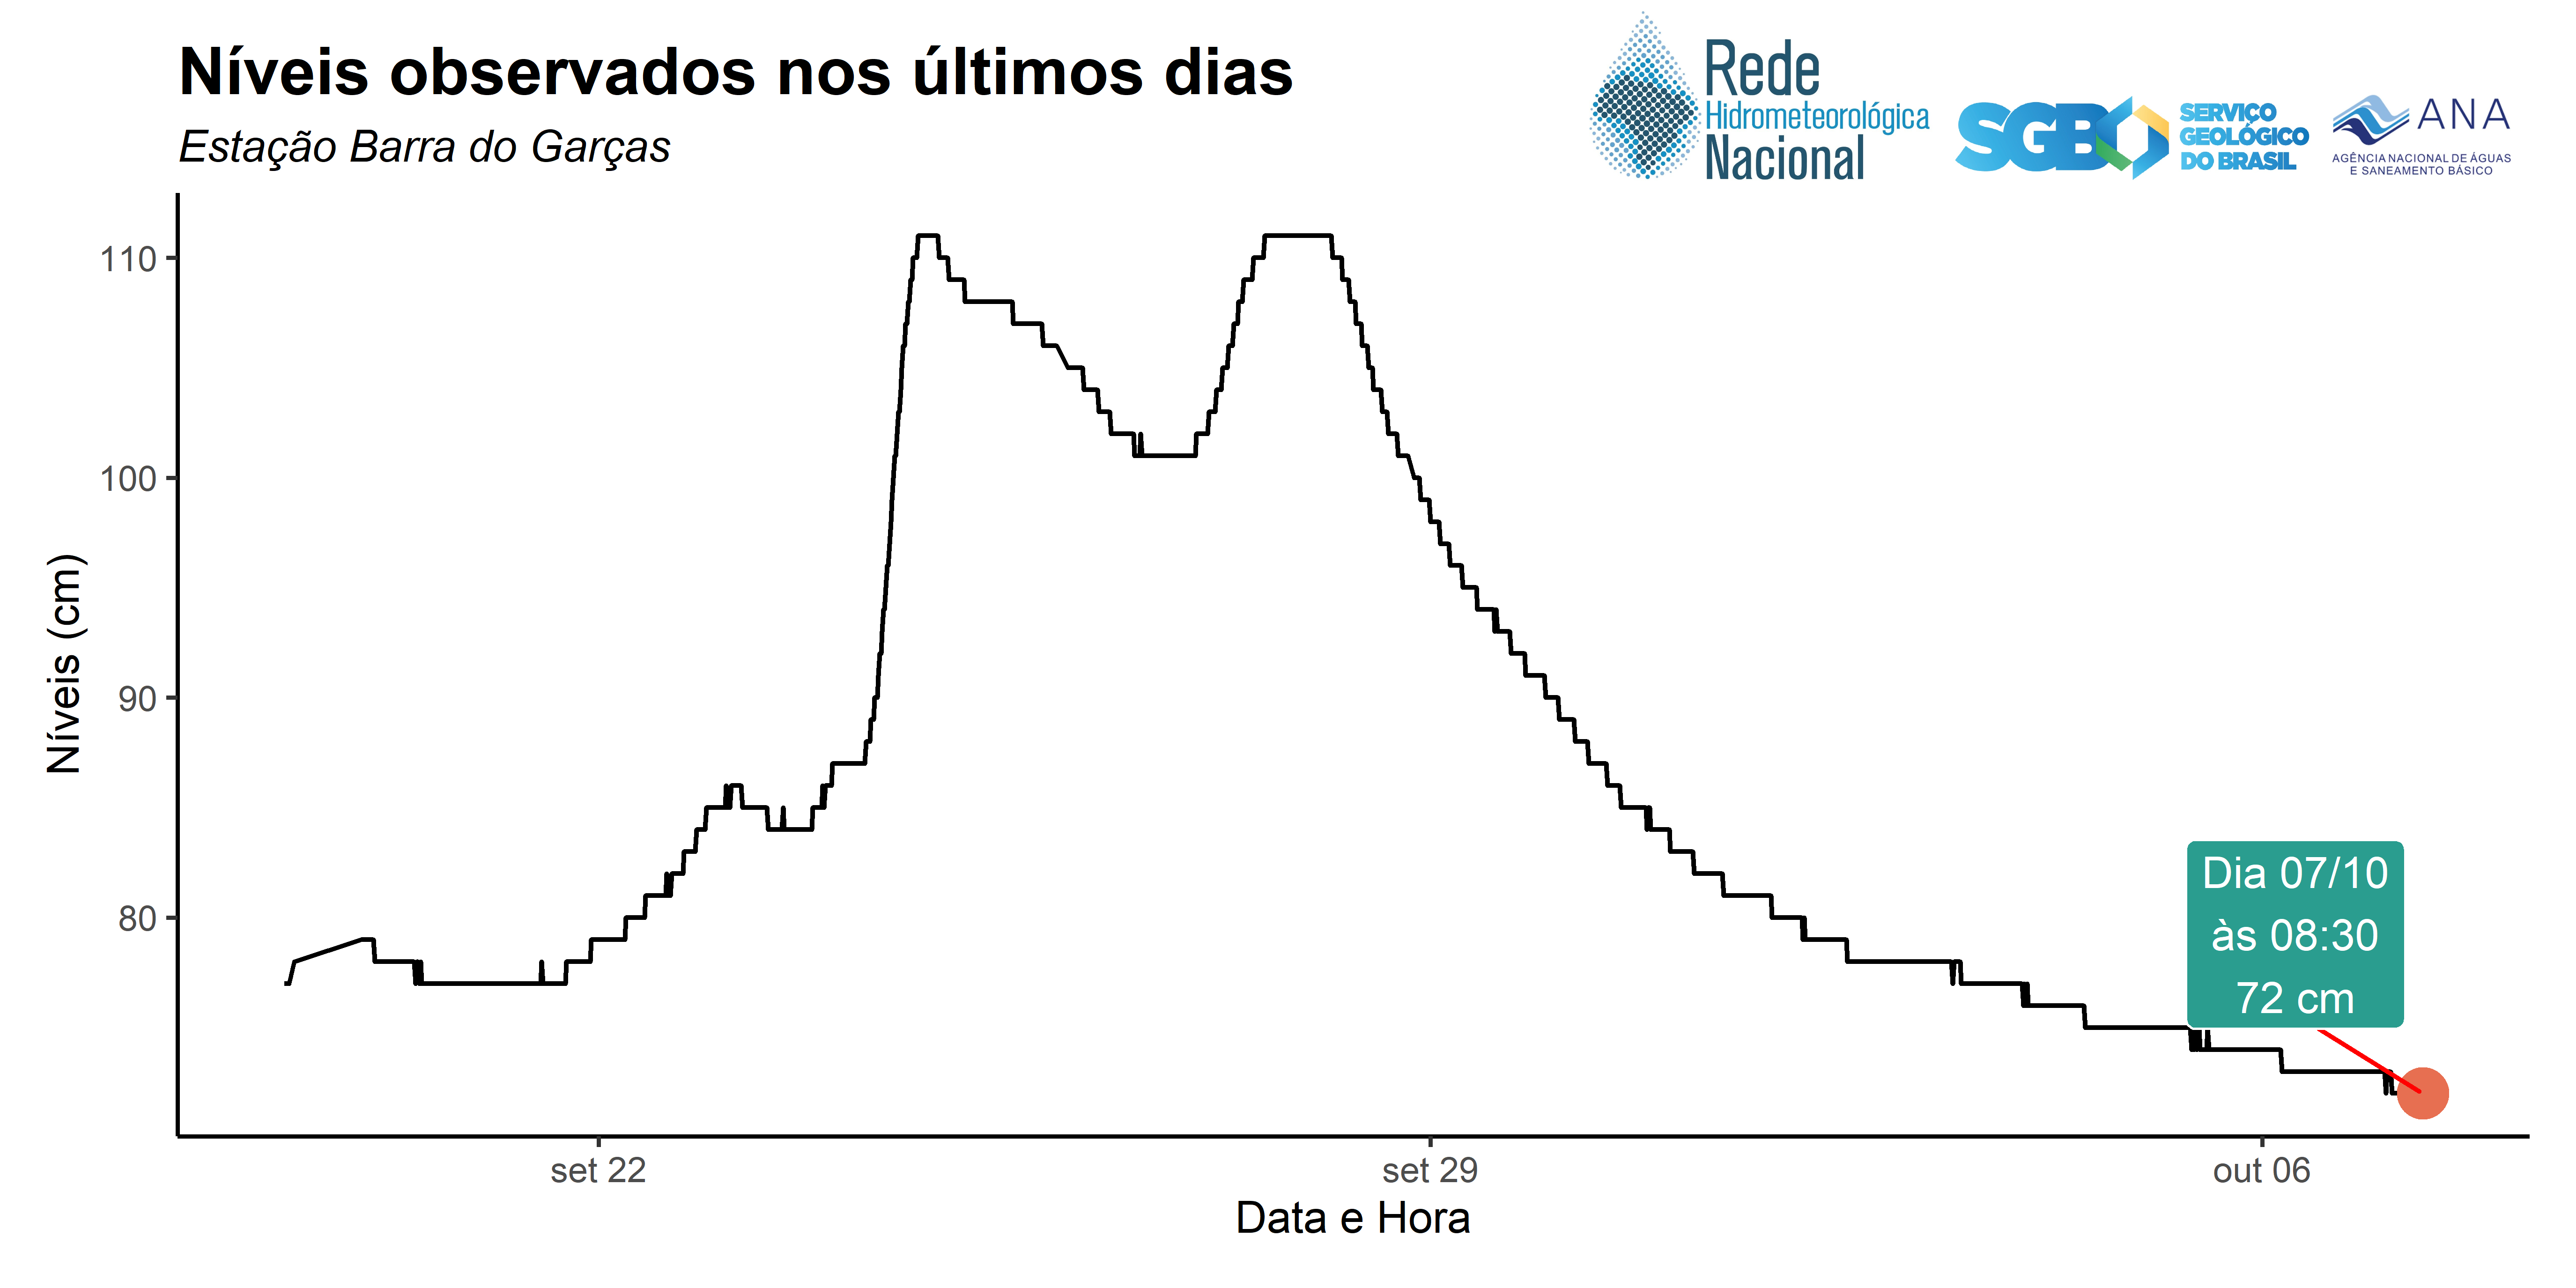 Níveis observados nos últimos dias
Estação Barra do Garças
Rede
Hidrometeorológica
Nacional
SGB
SERVIÇO
GEOLÓGICO
DO BRASIL
ANA
AGÊNCIA NACIONAL DE ÁGUAS
E SANEAMENTO BÁSICO
Níveis (cm)
110
100
90
80
Dia 07/10
às 08:30
72 cm
set 22
set 29
out 06
Data e Hora